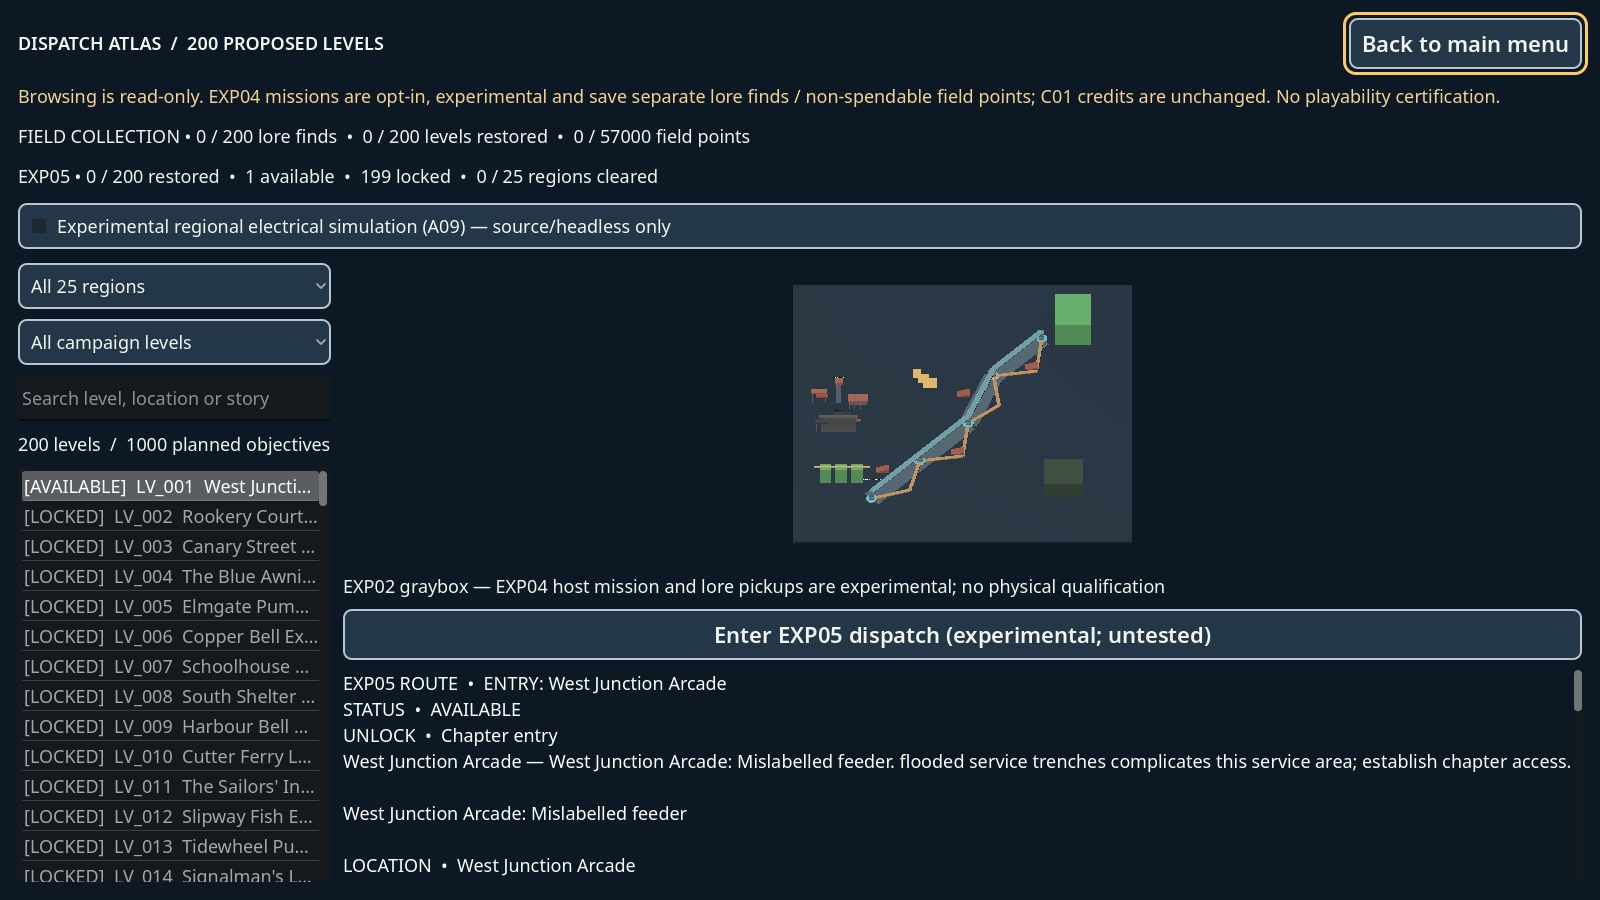 DISPATCH ATLAS / 200 PROPOSED LEVELS
Back to main menu
Browsing is read-only. EXP04 missions are opt-in, experimental and save separate lore finds / non-spendable field points; C01 credits are unchanged. No playability certification.
FIELD COLLECTION • 0 / 200 lore finds • 0 / 200 levels restored • 0 / 57000 field points
EXP05 • 0 / 200 restored • 1 available • 199 locked • 0 / 25 regions cleared
Experimental regional electrical simulation (A09) — source/headless only
All 25 regions
All campaign levels
Search level, location or story
200 levels / 1000 planned objectives
[AVAILABLE] LV_001 West Juncti...
[LOCKED] LV_002 Rookery Court...
[LOCKED] LV_003 Canary Street ...
[LOCKED] LV_004 The Blue Awni...
[LOCKED] LV_005 Elmgate Pum...
[LOCKED] LV_006 Copper Bell Ex...
[LOCKED] LV_007 Schoolhouse ...
[LOCKED] LV_008 South Shelter ...
[LOCKED] LV_009 Harbour Bell ...
[LOCKED] LV_010 Cutter Ferry L...
[LOCKED] LV_011 The Sailors' In...
[LOCKED] LV_012 Slipway Fish E...
[LOCKED] LV_013 Tidewheel Pu...
[LOCKED] LV_014 Signalman's L...
EXP02 graybox — EXP04 host mission and lore pickups are experimental; no physical qualification
Enter EXP05 dispatch (experimental; untested)
EXP05 ROUTE • ENTRY: West Junction Arcade
STATUS • AVAILABLE
UNLOCK • Chapter entry
West Junction Arcade — West Junction Arcade: Mislabelled feeder. flooded service trenches complicates this service area; establish chapter access.
West Junction Arcade: Mislabelled feeder
LOCATION • West Junction Arcade